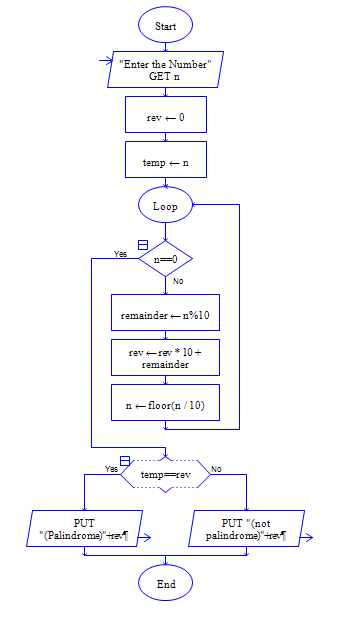 Start
"Enter the Number"
GET n
rev ← 0
temp ← n
Loop
Yes
n==0
No
remainder ← n%10
rev ← rev * 10 +
remainder
n ← floor(n / 10)
Yes
temp==rev
No
PUT
"(Palindrome)"+rev¶
PUT "(not
palindrome)"+rev¶
End